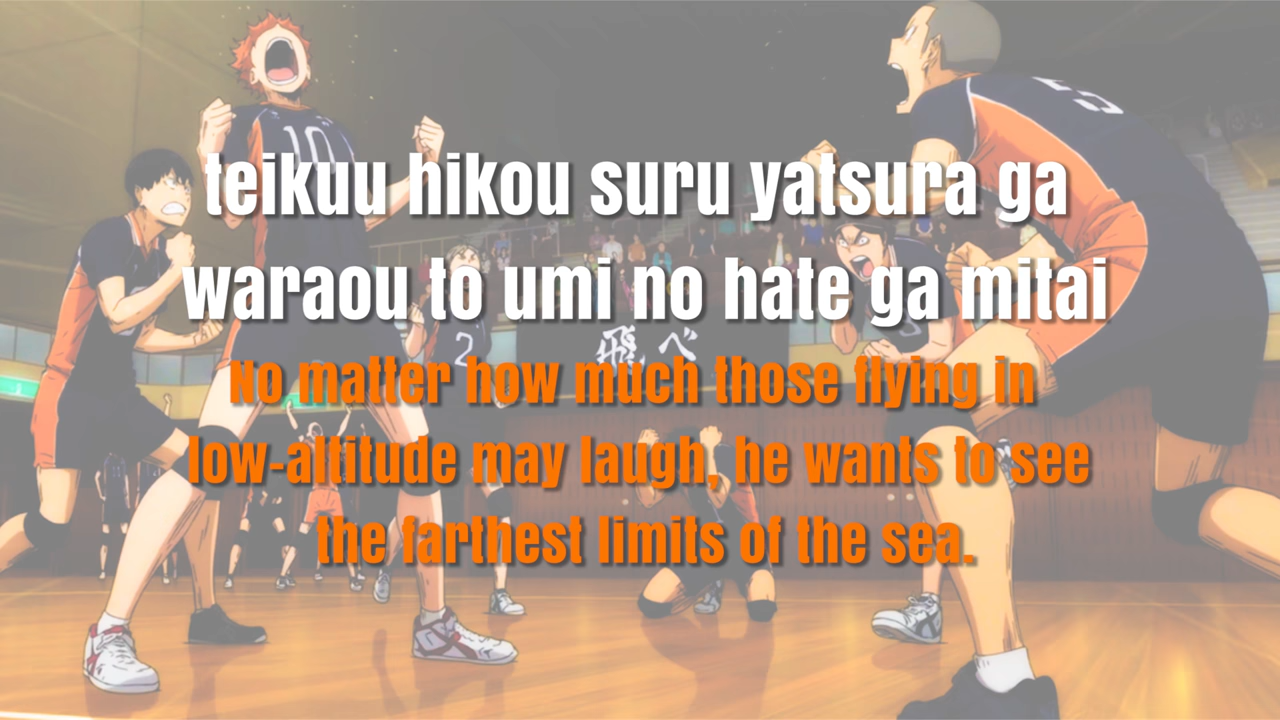 10
5
teikuu hikou suru yatsura ga
waraou to umi no hate ga mitai
2
飛べ
No matter how much those flying in
low-altitude may laugh, he wants to see
the farthest limits of the sea.